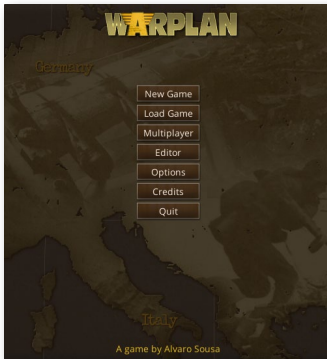 WARPLAN
Germany
New Game
Load Game
Multiplayer
Editor
Options
Credits
Quit
Italy
A game by Alvaro Sousa